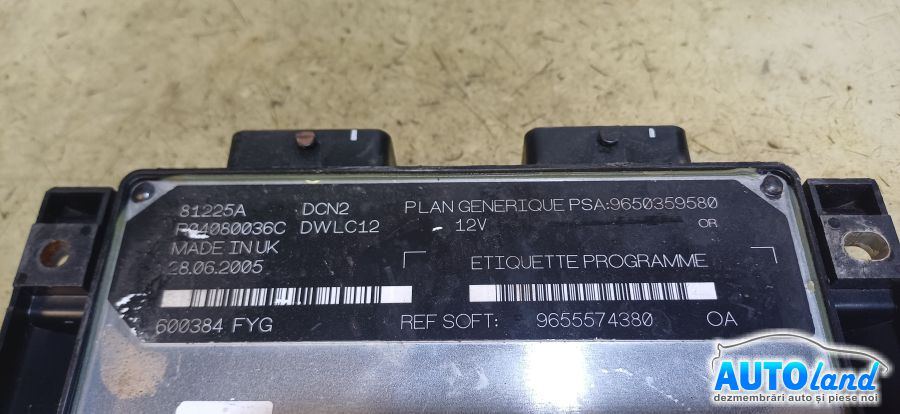 81225A DCN2 PLAN GENERIQUE PSA:9650359580
R04080036C DWLC12 - 12V OR
MADE IN UK
28.06.2005 ETIQUETTE PROGRAMME
600384 FYG REF SOFT: 9655574380 OA
AUTOland
dezmembrări auto și piese noi